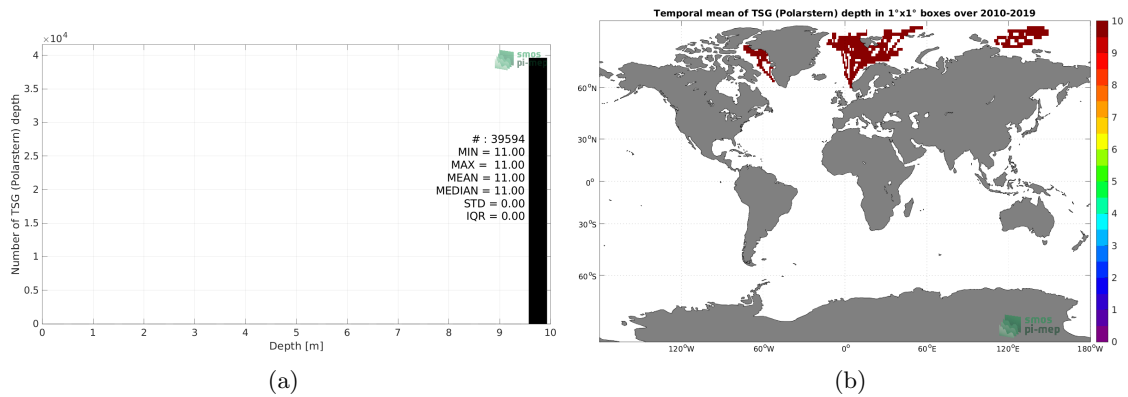 ×10⁴
4
3.5
3
2.5
2
1.5
1
0.5
0
Number of TSG (Polarstern) depth
smos
pi-mep
# : 39594
MIN = 11.00
MAX = 11.00
MEAN = 11.00
MEDIAN = 11.00
STD = 0.00
IQR = 0.00
0 1 2 3 4 5 6 7 8 9 10
Depth [m]
(a)
Temporal mean of TSG (Polarstern) depth in 1°x1° boxes over 2010-2019
60°N
30°N
0°
30°S
60°S
120°W 60°W 0° 60°E 120°E 180°W
smos
pi-mep
10
9
8
7
6
5
4
3
2
1
0
(b)